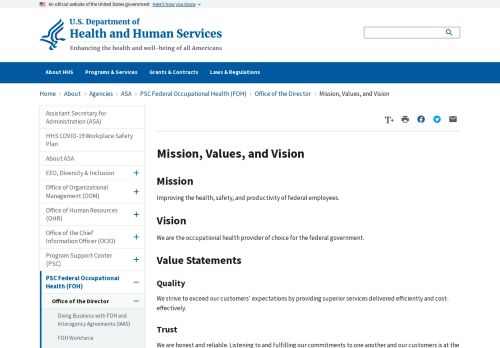 An official website of the United States government Here's how you know
U.S. Department of
Health and Human Services
Enhancing the health and well-being of all Americans
About HHS Programs & Services Grants & Contracts Laws & Regulations
Home About Agencies ASA PSC Federal Occupational Health (FOH) Office of the Director Mission, Values, and Vision
Assistant Secretary for
Administration (ASA)
HHS COVID-19 Workplace Safety
Plan
About ASA
EEO, Diversity & Inclusion
Office of Organizational
Management (OOM)
Office of Human Resources
(OHR)
Office of the Chief
Information Officer (OCIO)
Program Support Center
(PSC)
PSC Federal Occupational
Health (FOH)
Office of the Director
Doing Business with FOH and
Interagency Agreements (IAAS)
FOH Workforce
T+
Mission, Values, and Vision
Mission
Improving the health, safety, and productivity of federal employees.
Vision
We are the occupational health provider of choice for the federal government.
Value Statements
Quality
We strive to exceed our customers' expectations by providing superior services delivered efficiently and cost-
effectively.
Trust
We are honest and reliable. Listening to and fulfilling our commitments to one another and our customers is at the